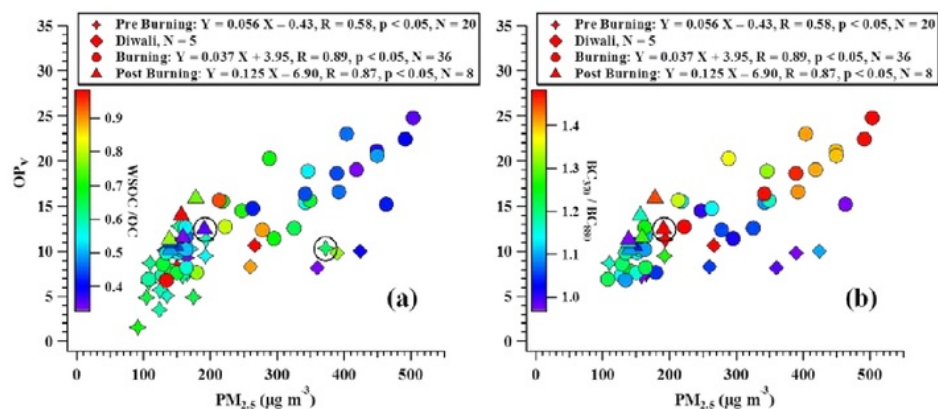 Pre Burning: Y = 0.056 X – 0.43, R = 0.58, p < 0.05, N = 20
Diwali, N = 5
Burning: Y = 0.037 X + 3.95, R = 0.89, p < 0.05, N = 36
Post Burning: Y = 0.125 X – 6.90, R = 0.87, p < 0.05, N = 8
35
30
25
20
15
10
5
0
OPv
0.9
0.8
0.7
0.6
0.5
0.4
WSOC /OC
(a)
0 100 200 300 400 500
PM2.5 (µg m-3)
Pre Burning: Y = 0.056 X – 0.43, R = 0.58, p < 0.05, N = 20
Diwali, N = 5
Burning: Y = 0.037 X + 3.95, R = 0.89, p < 0.05, N = 36
Post Burning: Y = 0.125 X – 6.90, R = 0.87, p < 0.05, N = 8
35
30
25
20
15
10
5
0
1.4
1.3
1.2
1.1
1.0
(b)
0 100 200 300 400 500
PM2.5 (µg m-3)